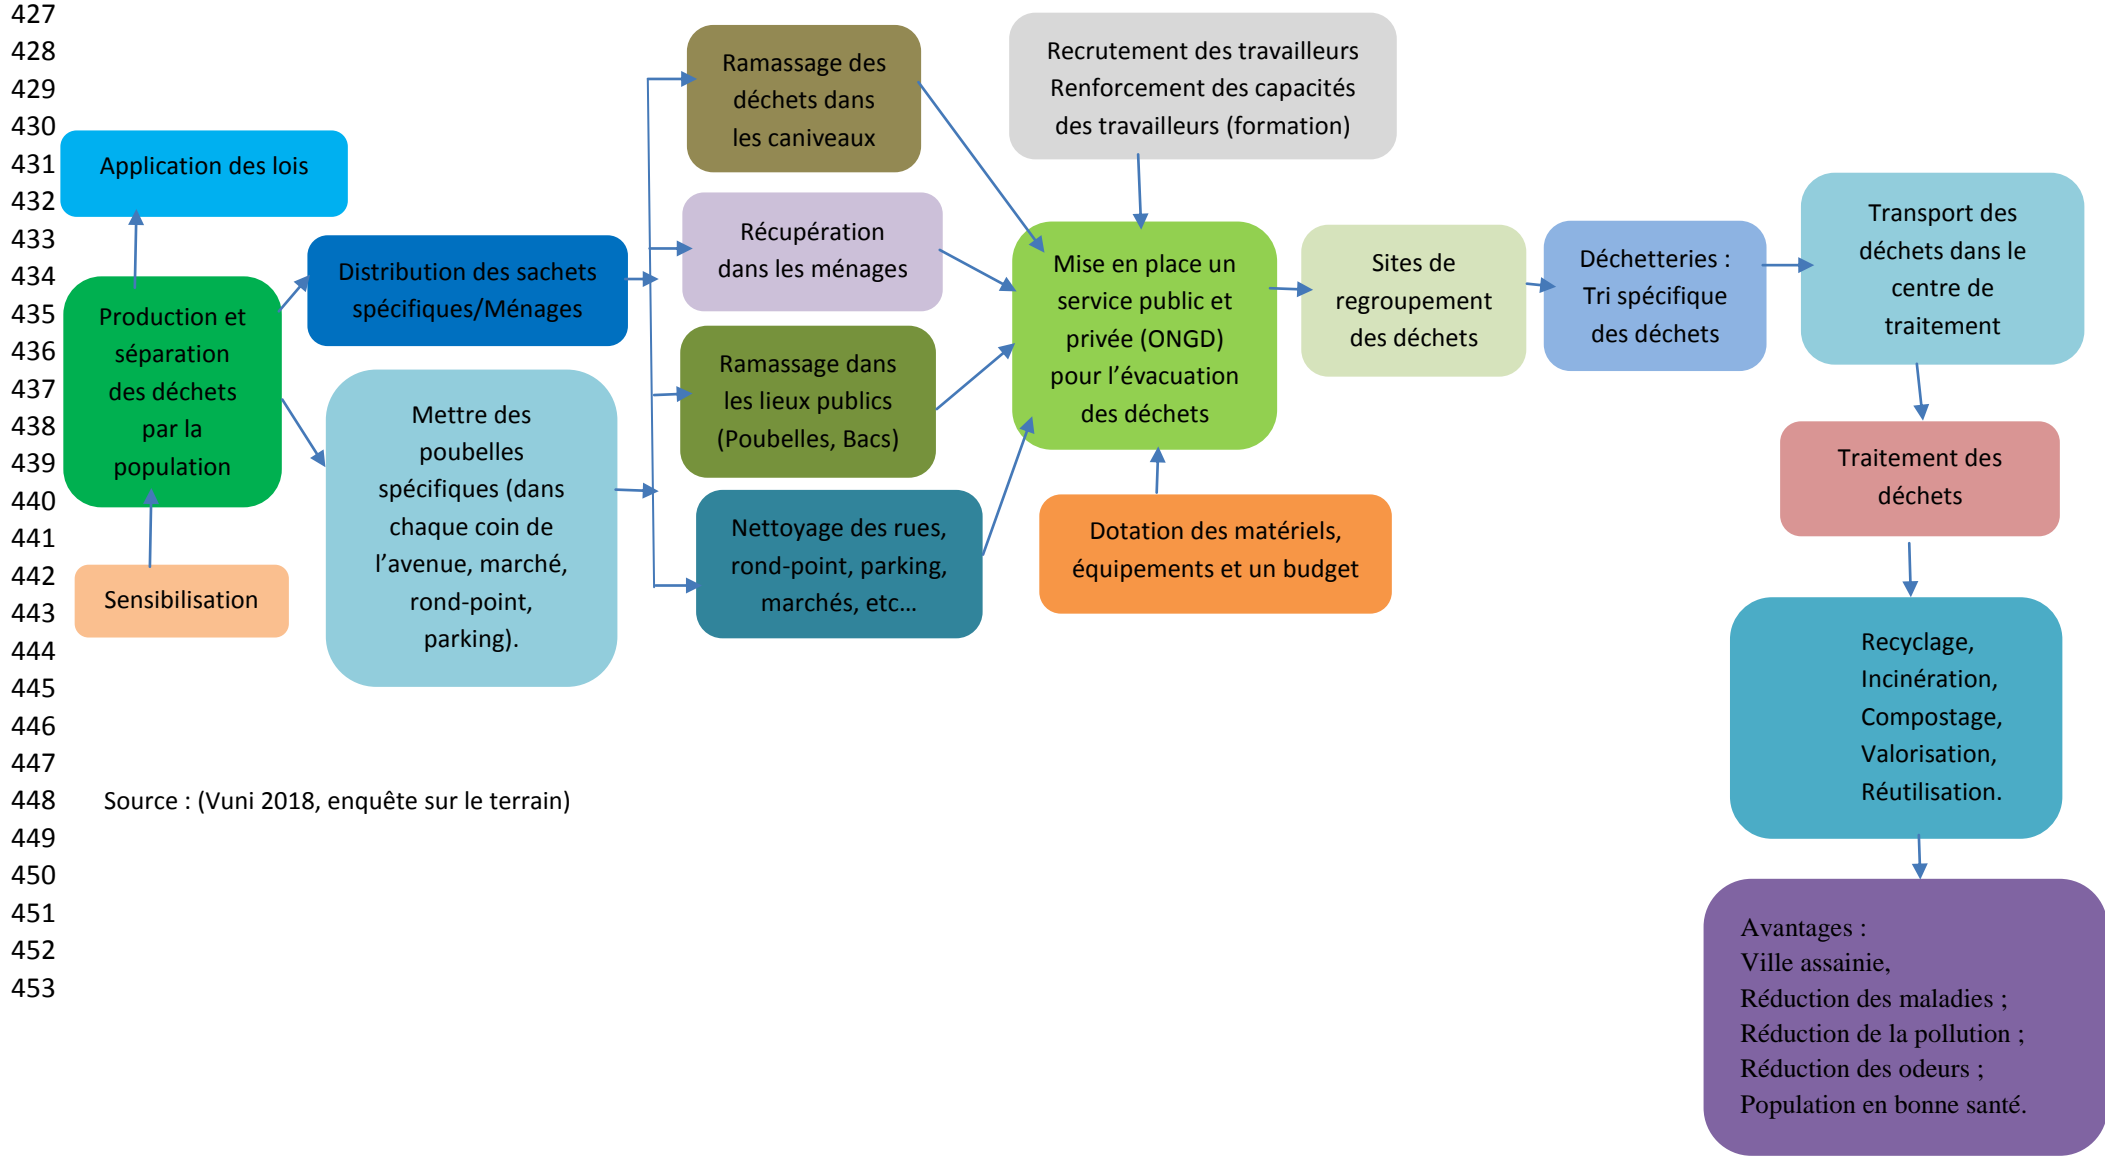 427
428
429
430
431
432
433
434
435
436
437
438
439
440
441
442
443
444
445
446
447
448
449
450
451
452
453
Application des lois
Production et
séparation
des déchets
par la
population
Sensibilisation
Distribution des sachets
spécifiques/Ménages
Mettre des
poubelles
spécifiques (dans
chaque coin de
l’avenue, marché,
rond-point,
parking).
Ramassage des
déchets dans
les caniveaux
Récupération
dans les ménages
Ramassage dans
les lieux publics
(Poubelles, Bacs)
Nettoyage des rues,
rond-point, parking,
marchés, etc…
Recrutement des travailleurs
Renforcement des capacités
des travailleurs (formation)
Mise en place un
service public et
privée (ONGD)
pour l’évacuation
des déchets
Dotation des matériels,
équipements et un budget
Sites de
regroupement
des déchets
Déchetteries :
Tri spécifique
des déchets
Transport des
déchets dans le
centre de
traitement
Traitement des
déchets
Recyclage,
Incinération,
Compostage,
Valorisation,
Réutilisation.
Avantages :
Ville assainie,
Réduction des maladies ;
Réduction de la pollution ;
Réduction des odeurs ;
Population en bonne santé.
Source : (Vuni 2018, enquête sur le terrain)